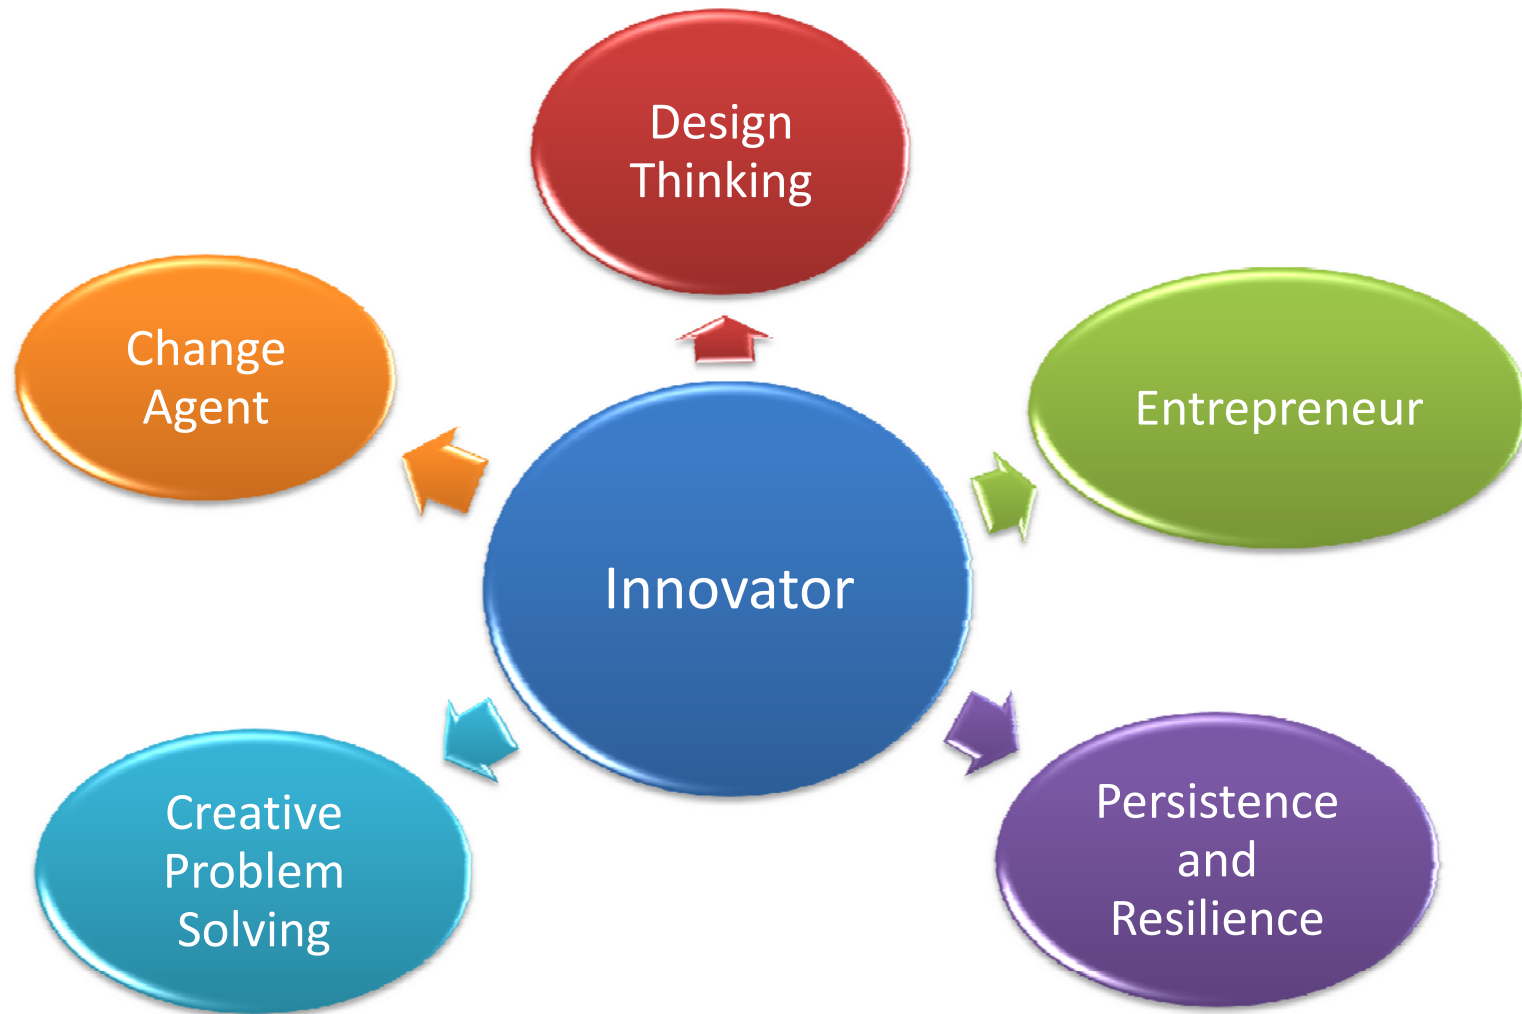 Design
Thinking
Change
Agent
Entrepreneur
Innovator
Creative
Problem
Solving
Persistence
and
Resilience